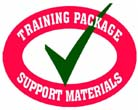 TRAINING PACKAGE
SUPPORT MATERIALS